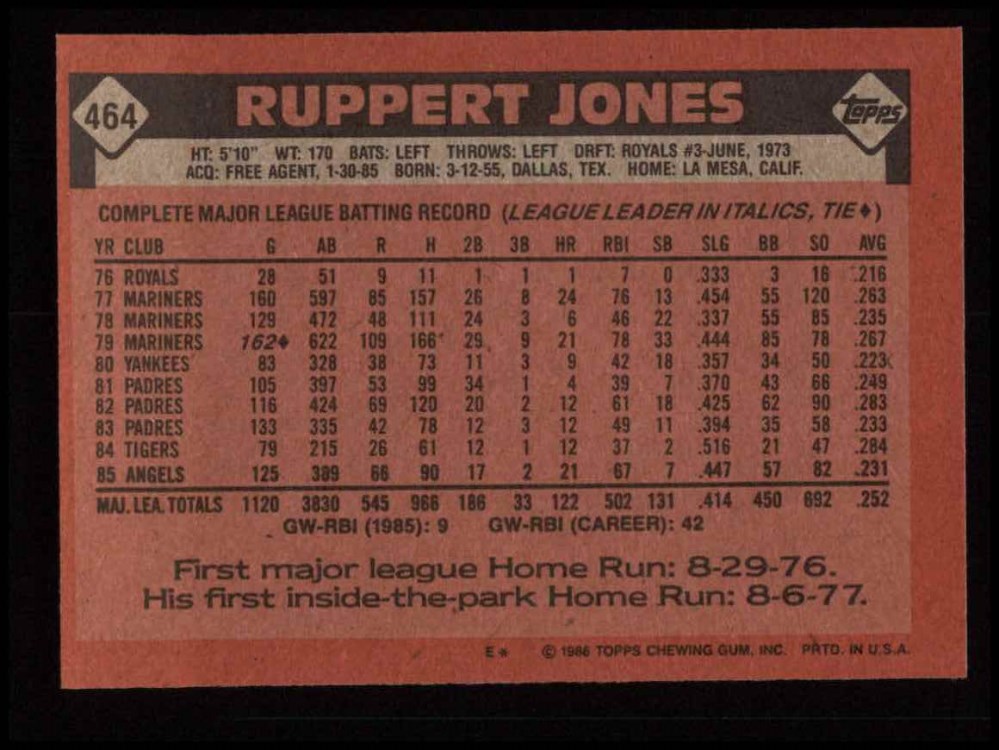 464
RUPPERT JONES
topps
HT: 5'10" WT: 170 BATS: LEFT THROWS: LEFT DRFT: ROYALS #3-JUNE, 1973
ACQ: FREE AGENT, 1-30-85 BORN: 3-12-55, DALLAS, TEX. HOME: LA MESA, CALIF.
COMPLETE MAJOR LEAGUE BATTING RECORD (LEAGUE LEADER IN ITALICS, TIE♦)
YR CLUB G AB R H 2B 3B HR RBI SB SLG BB SO AVG
76 ROYALS 28 51 9 11 1 1 1 7 0 .333 3 16 .216
77 MARINERS 160 597 85 157 26 8 24 76 13 .454 55 120 .263
78 MARINERS 129 472 48 111 24 3 6 46 22 .337 55 85 .235
79 MARINERS 162♦ 622 109 166 29 9 21 78 33 .444 85 78 .267
80 YANKEES 83 328 38 73 11 3 9 42 18 .357 34 50 .223
81 PADRES 105 397 53 99 34 1 4 39 7 .370 43 66 .249
82 PADRES 116 424 69 120 20 2 12 61 18 .425 62 90 .283
83 PADRES 133 335 42 78 12 3 12 49 11 .394 35 58 .233
84 TIGERS 79 215 26 61 12 1 12 37 2 .516 21 47 .284
85 ANGELS 125 389 66 90 17 2 21 67 7 .447 57 82 .231
MAJ. LEA. TOTALS 1120 3830 545 966 186 33 122 502 131 .414 450 692 .252
GW-RBI (1985): 9 GW-RBI (CAREER): 42
First major league Home Run: 8-29-76.
His first inside-the-park Home Run: 8-6-77.
E* © 1986 TOPPS CHEWING GUM, INC. PRTD. IN U.S.A.